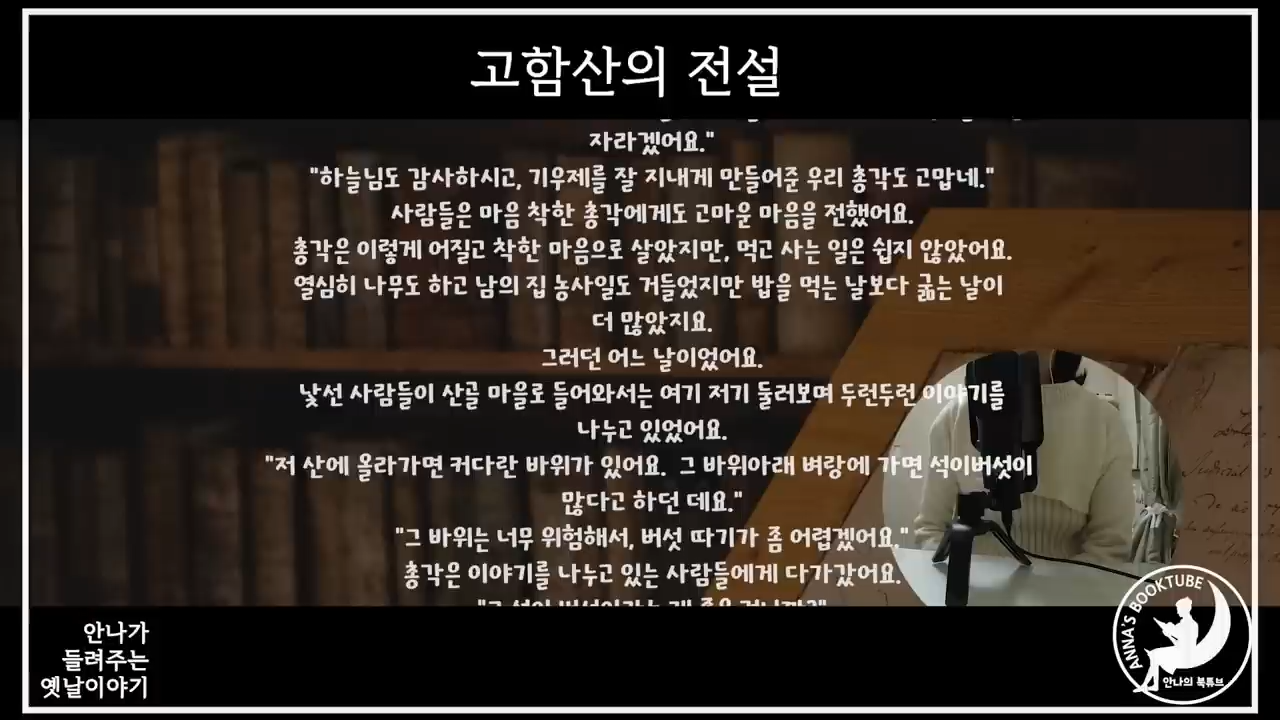 고함산의 전설
자라겠어요."
"하늘님도 감사하시고, 기우제를 잘 지내게 만들어준 우리 총각도 고맙네."
사람들은 마음 착한 총각에게도 고마운 마음을 전했어요.
총각은 이렇게 어질고 착한 마음으로 살았지만, 먹고 사는 일은 쉽지 않았어요.
열심히 나무도 하고 남의 집 농사일도 거들었지만 밥을 먹는 날보다 굶는 날이
더 많았지요.
그러던 어느 날이었어요.
낯선 사람들이 산골 마을로 들어와서는 여기 저기 둘러보며 두런두런 이야기를
나누고 있었어요.
"저 산에 올라가면 커다란 바위가 있어요. 그 바위아래 벼랑에 가면 석이버섯이
많다고 하던 데요."
"그 바위는 너무 위험해서, 버섯 따기가 좀 어렵겠어요."
총각은 이야기를 나누고 있는 사람들에게 다가갔어요.
안나가
들려주는
옛날이야기
ANNA'S BOOKTUBE
안나의 북튜브